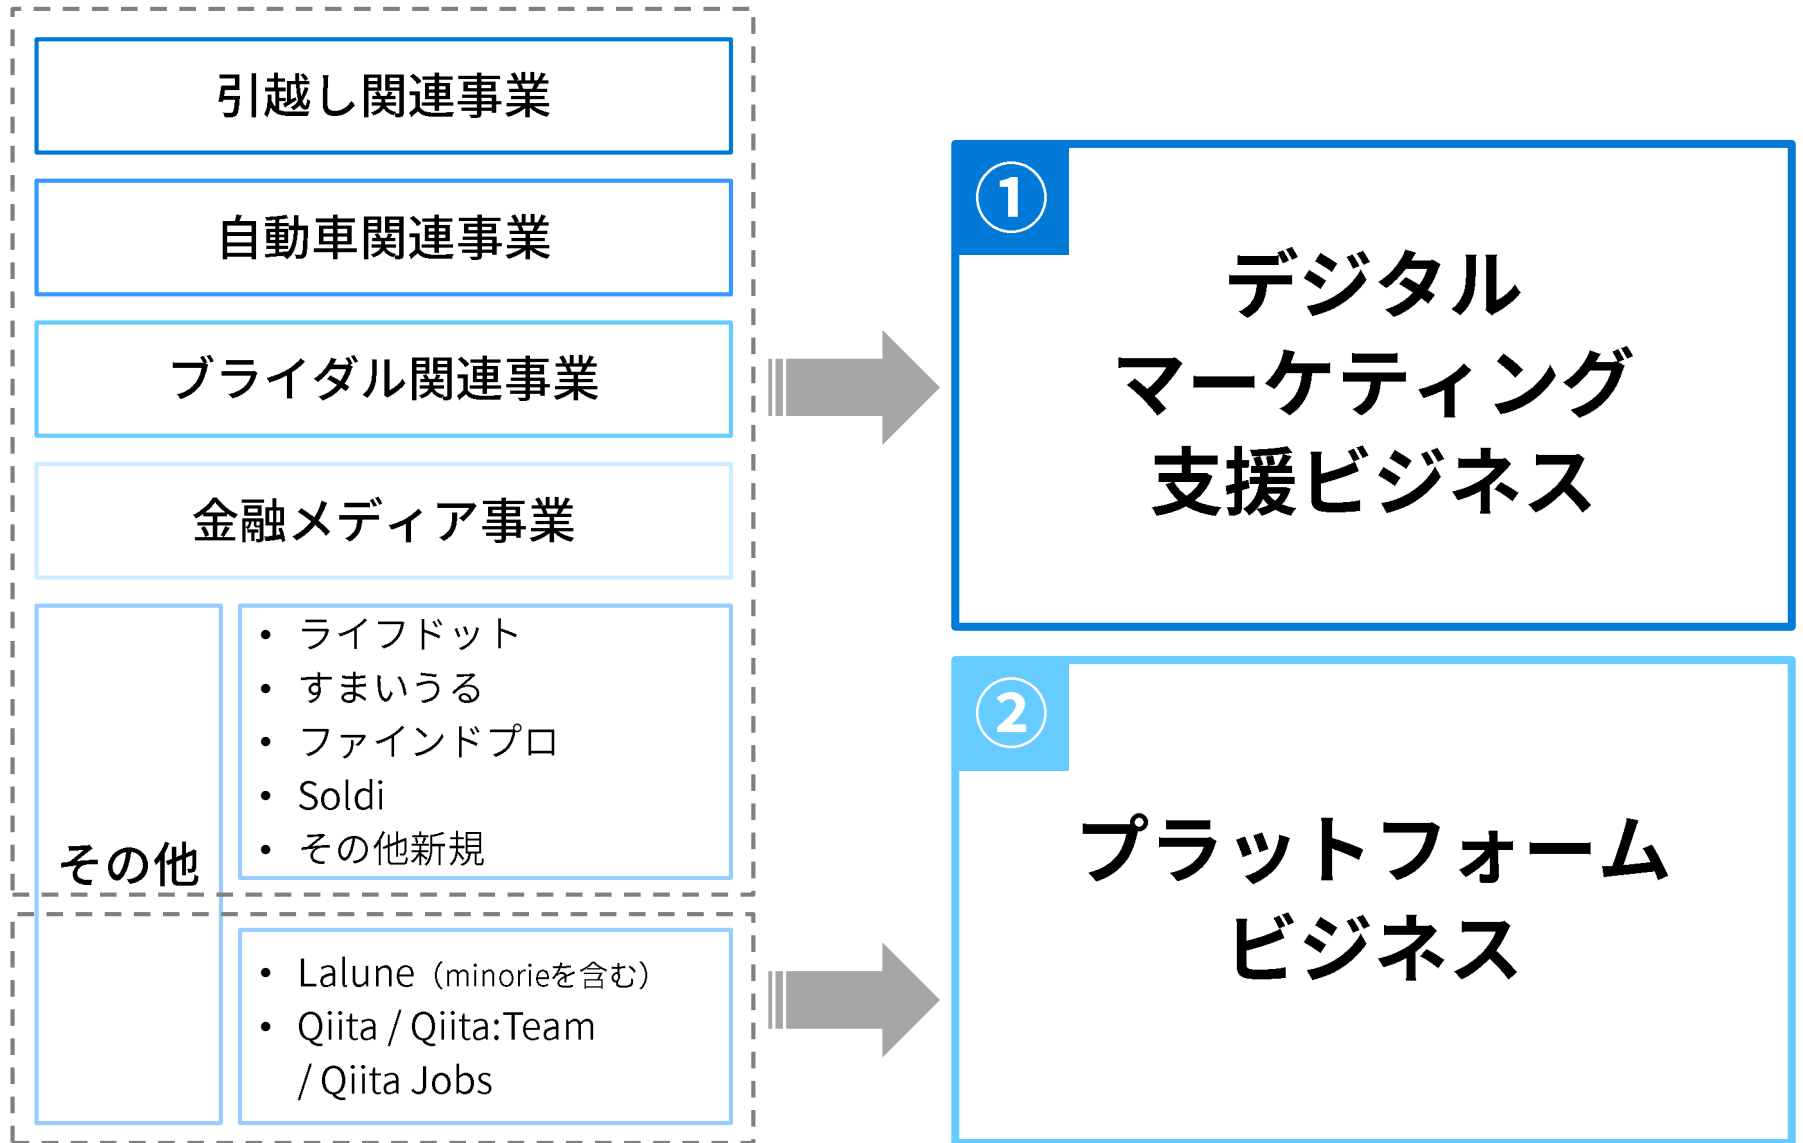 引越し関連事業
自動車関連事業
ブライダル関連事業
金融メディア事業
その他
• ライフドット
• すまいうる
• ファインドプロ
• Soldi
• その他新規
• Lalune（minorieを含む）
• Qiita / Qiita:Team
/ Qiita Jobs
①
デジタル
マーケティング
支援ビジネス
②
プラットフォーム
ビジネス